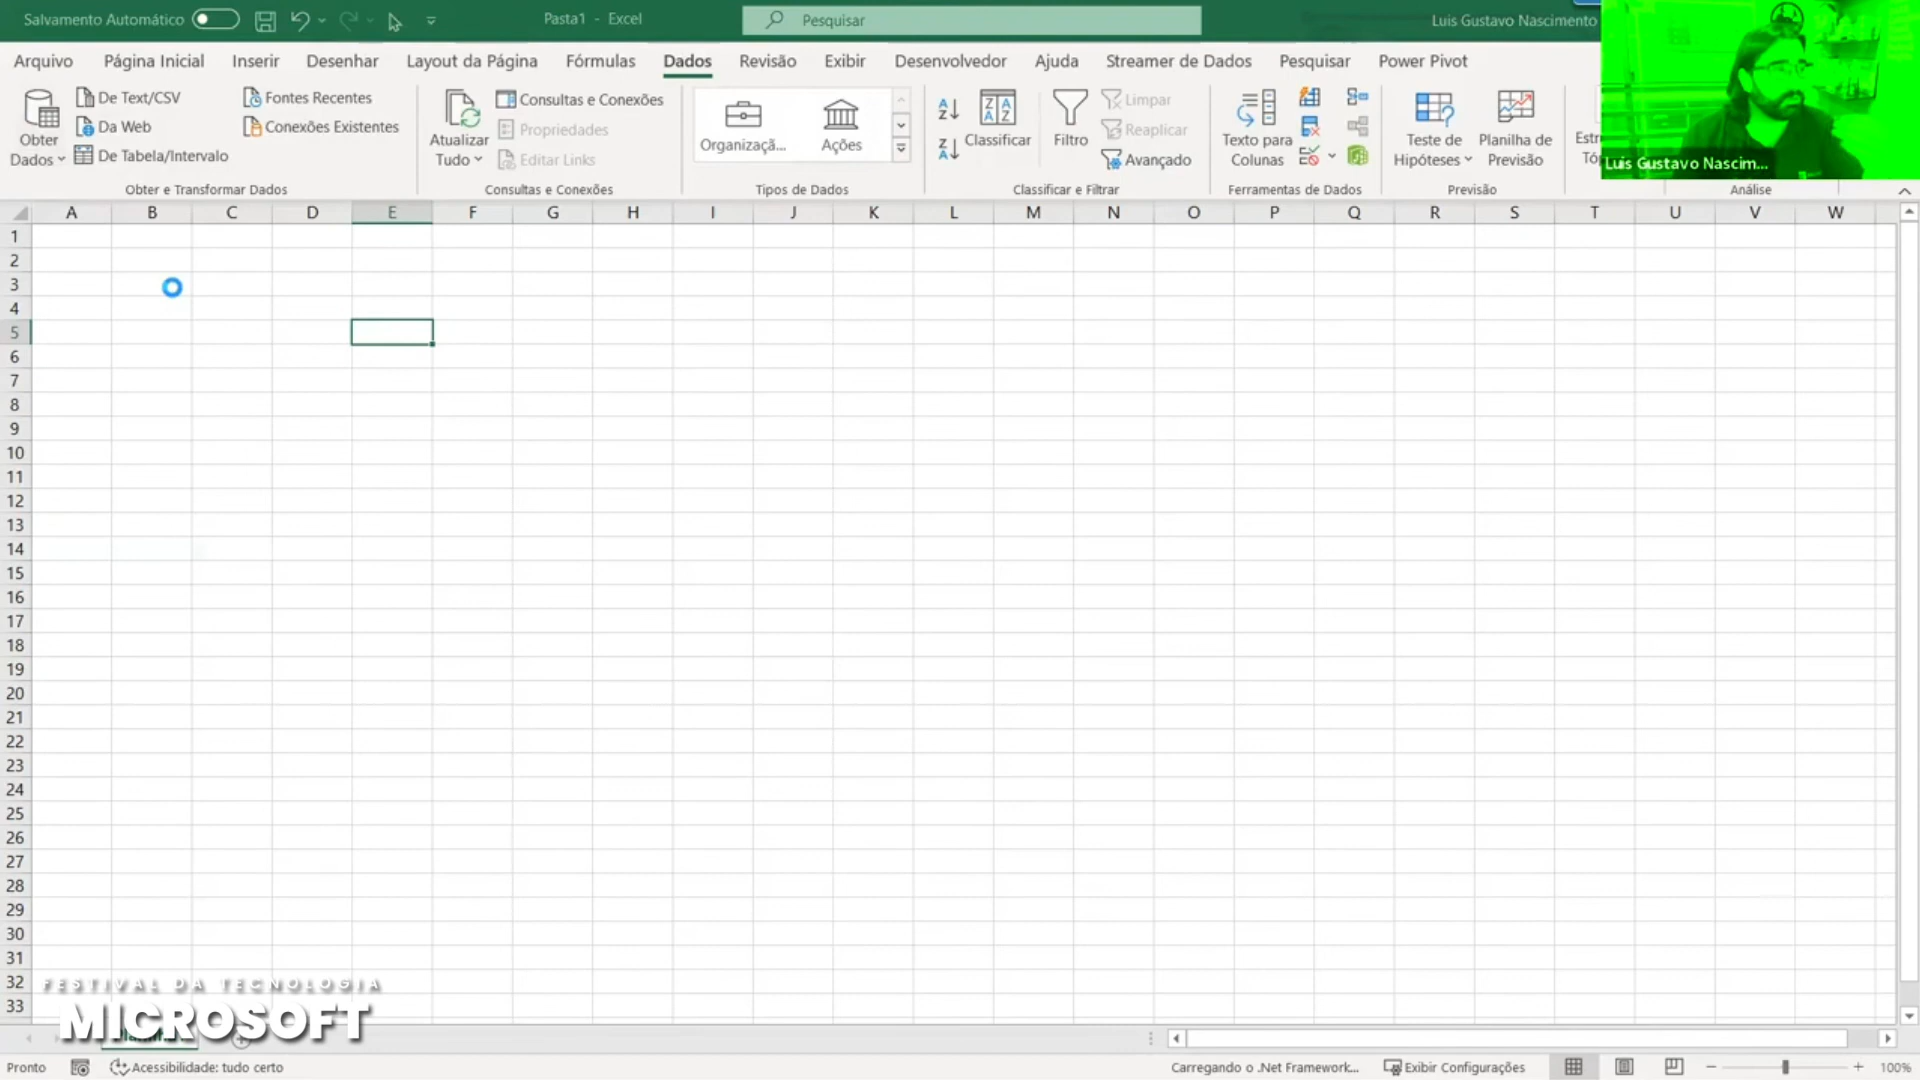 Salvamento Automático
Pasta1 - Excel
Pesquisar
Luis Gustavo Nascimento
Arquivo Página Inicial Inserir Desenhar Layout da Página Fórmulas Dados Revisão Exibir Desenvolvedor Ajuda Streamer de Dados Pesquisar Power Pivot
Obter Dados
De Text/CSV
Da Web
De Tabela/Intervalo
Fontes Recentes
Conexões Existentes
Obter e Transformar Dados
Atualizar Tudo
Consultas e Conexões
Propriedades
Editar Links
Consultas e Conexões
Organizaçã...
Ações
Tipos de Dados
Classificar
Filtro
Limpar
Reaplicar
Avançado
Classificar e Filtrar
Texto para Colunas
Ferramentas de Dados
Teste de Hipóteses
Planilha de Previsão
Previsão
Luis Gustavo Nascim...
Análise
A B C D E F G H I J K L M N O P Q R S T U V W
1
2
3
4
5
6
7
8
9
10
11
12
13
14
15
16
17
18
19
20
21
22
23
24
25
26
27
28
29
30
31
32
33
FESTIVAL DA TECNOLOGIA
MICROSOFT
Pronto
Acessibilidade: tudo certo
Carregando o .Net Framework...
Exibir Configurações
100%